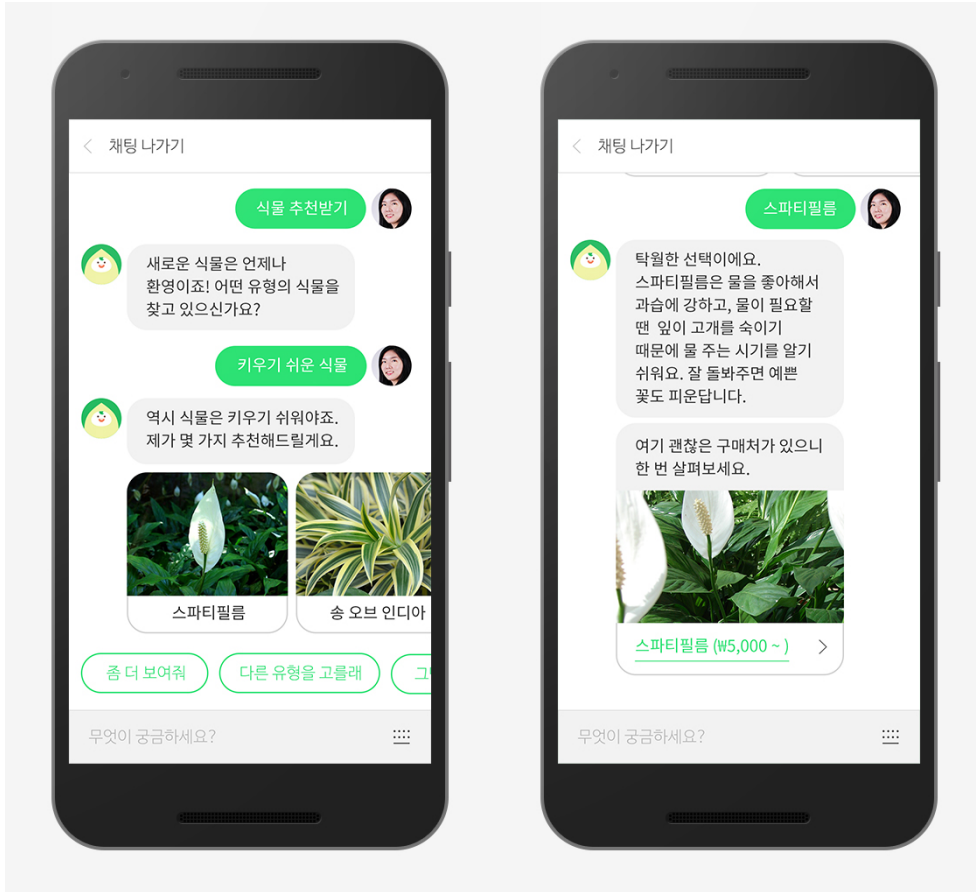 채팅 나가기
식물 추천받기
새로운 식물은 언제나
환영이죠! 어떤 유형의 식물을
찾고 있으신가요?
키우기 쉬운 식물
역시 식물은 키우기 쉬워야죠.
제가 몇 가지 추천해드릴게요.
스파티필름
송 오브 인디아
좀 더 보여줘
다른 유형을 고를래
무엇이 궁금하세요?
채팅 나가기
스파티필름
탁월한 선택이에요.
스파티필름은 물을 좋아해서
과습에 강하고, 물이 필요할
땐 잎이 고개를 숙이기
때문에 물 주는 시기를 알기
쉬워요. 잘 돌봐주면 예쁜
꽃도 피운답니다.
여기 괜찮은 구매처가 있으니
한 번 살펴보세요.
스파티필름 (₩5,000 ~ )
무엇이 궁금하세요?